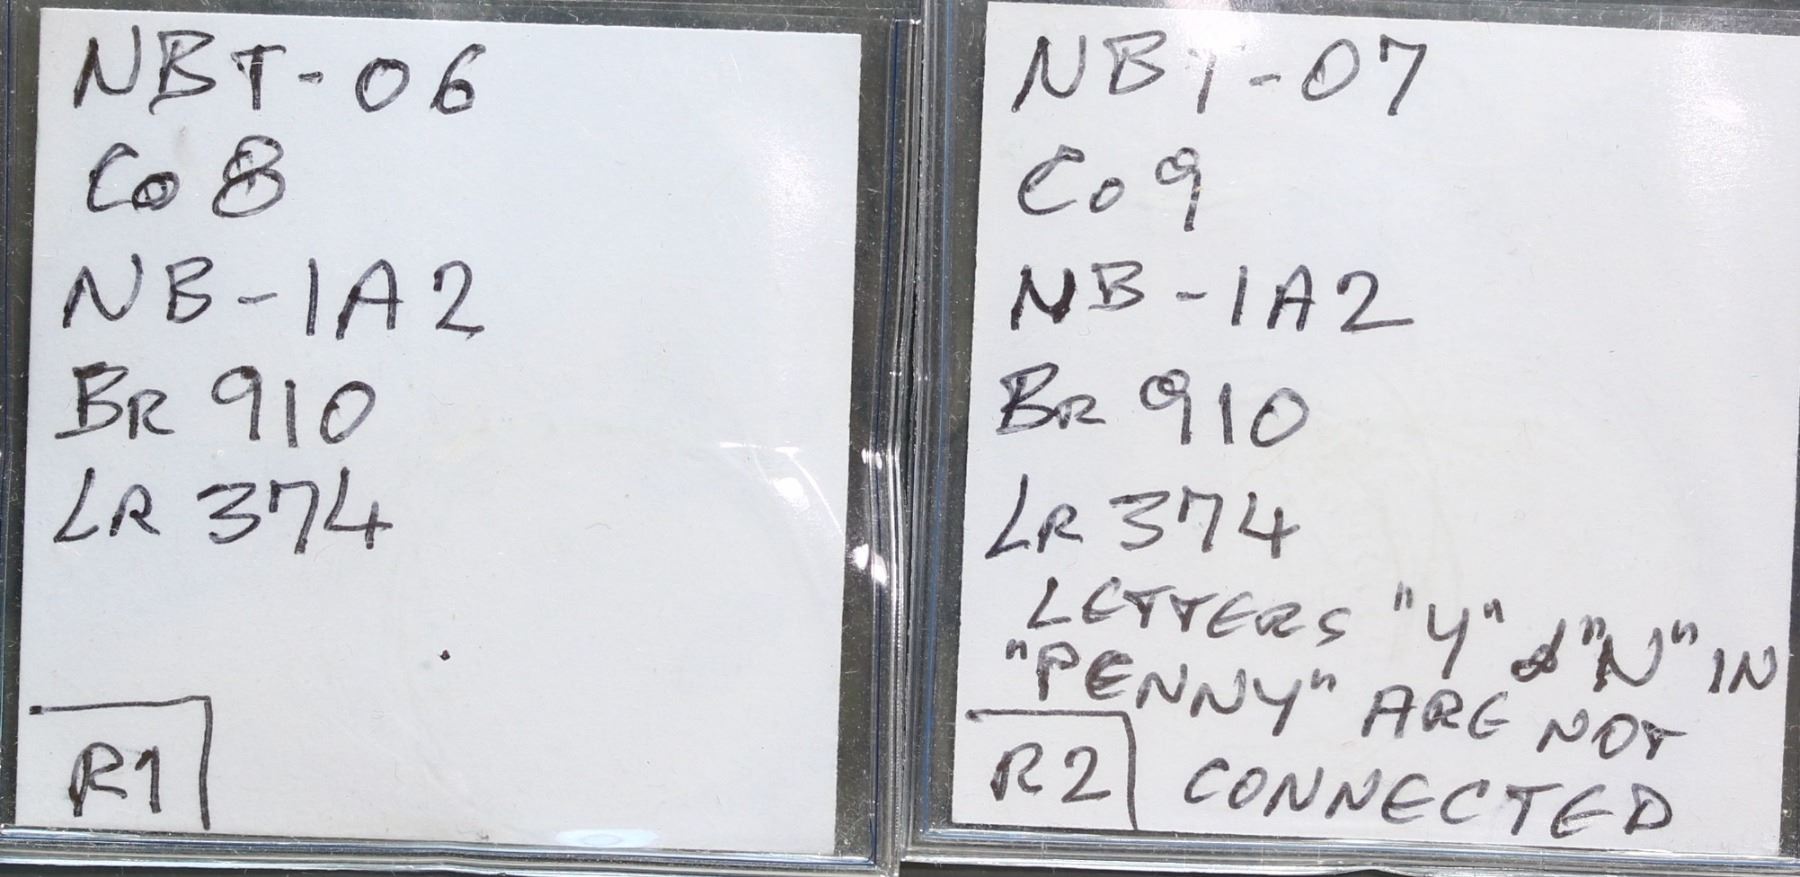 NBT-06
Co 8
NB-1A2
BR 910
LR 374
R1
NBT-07
Co 9
NB-1A2
BR 910
LR 374
LETTERS "Y" & "N" IN
"PENNY" ARE NOT
CONNECTED
R2